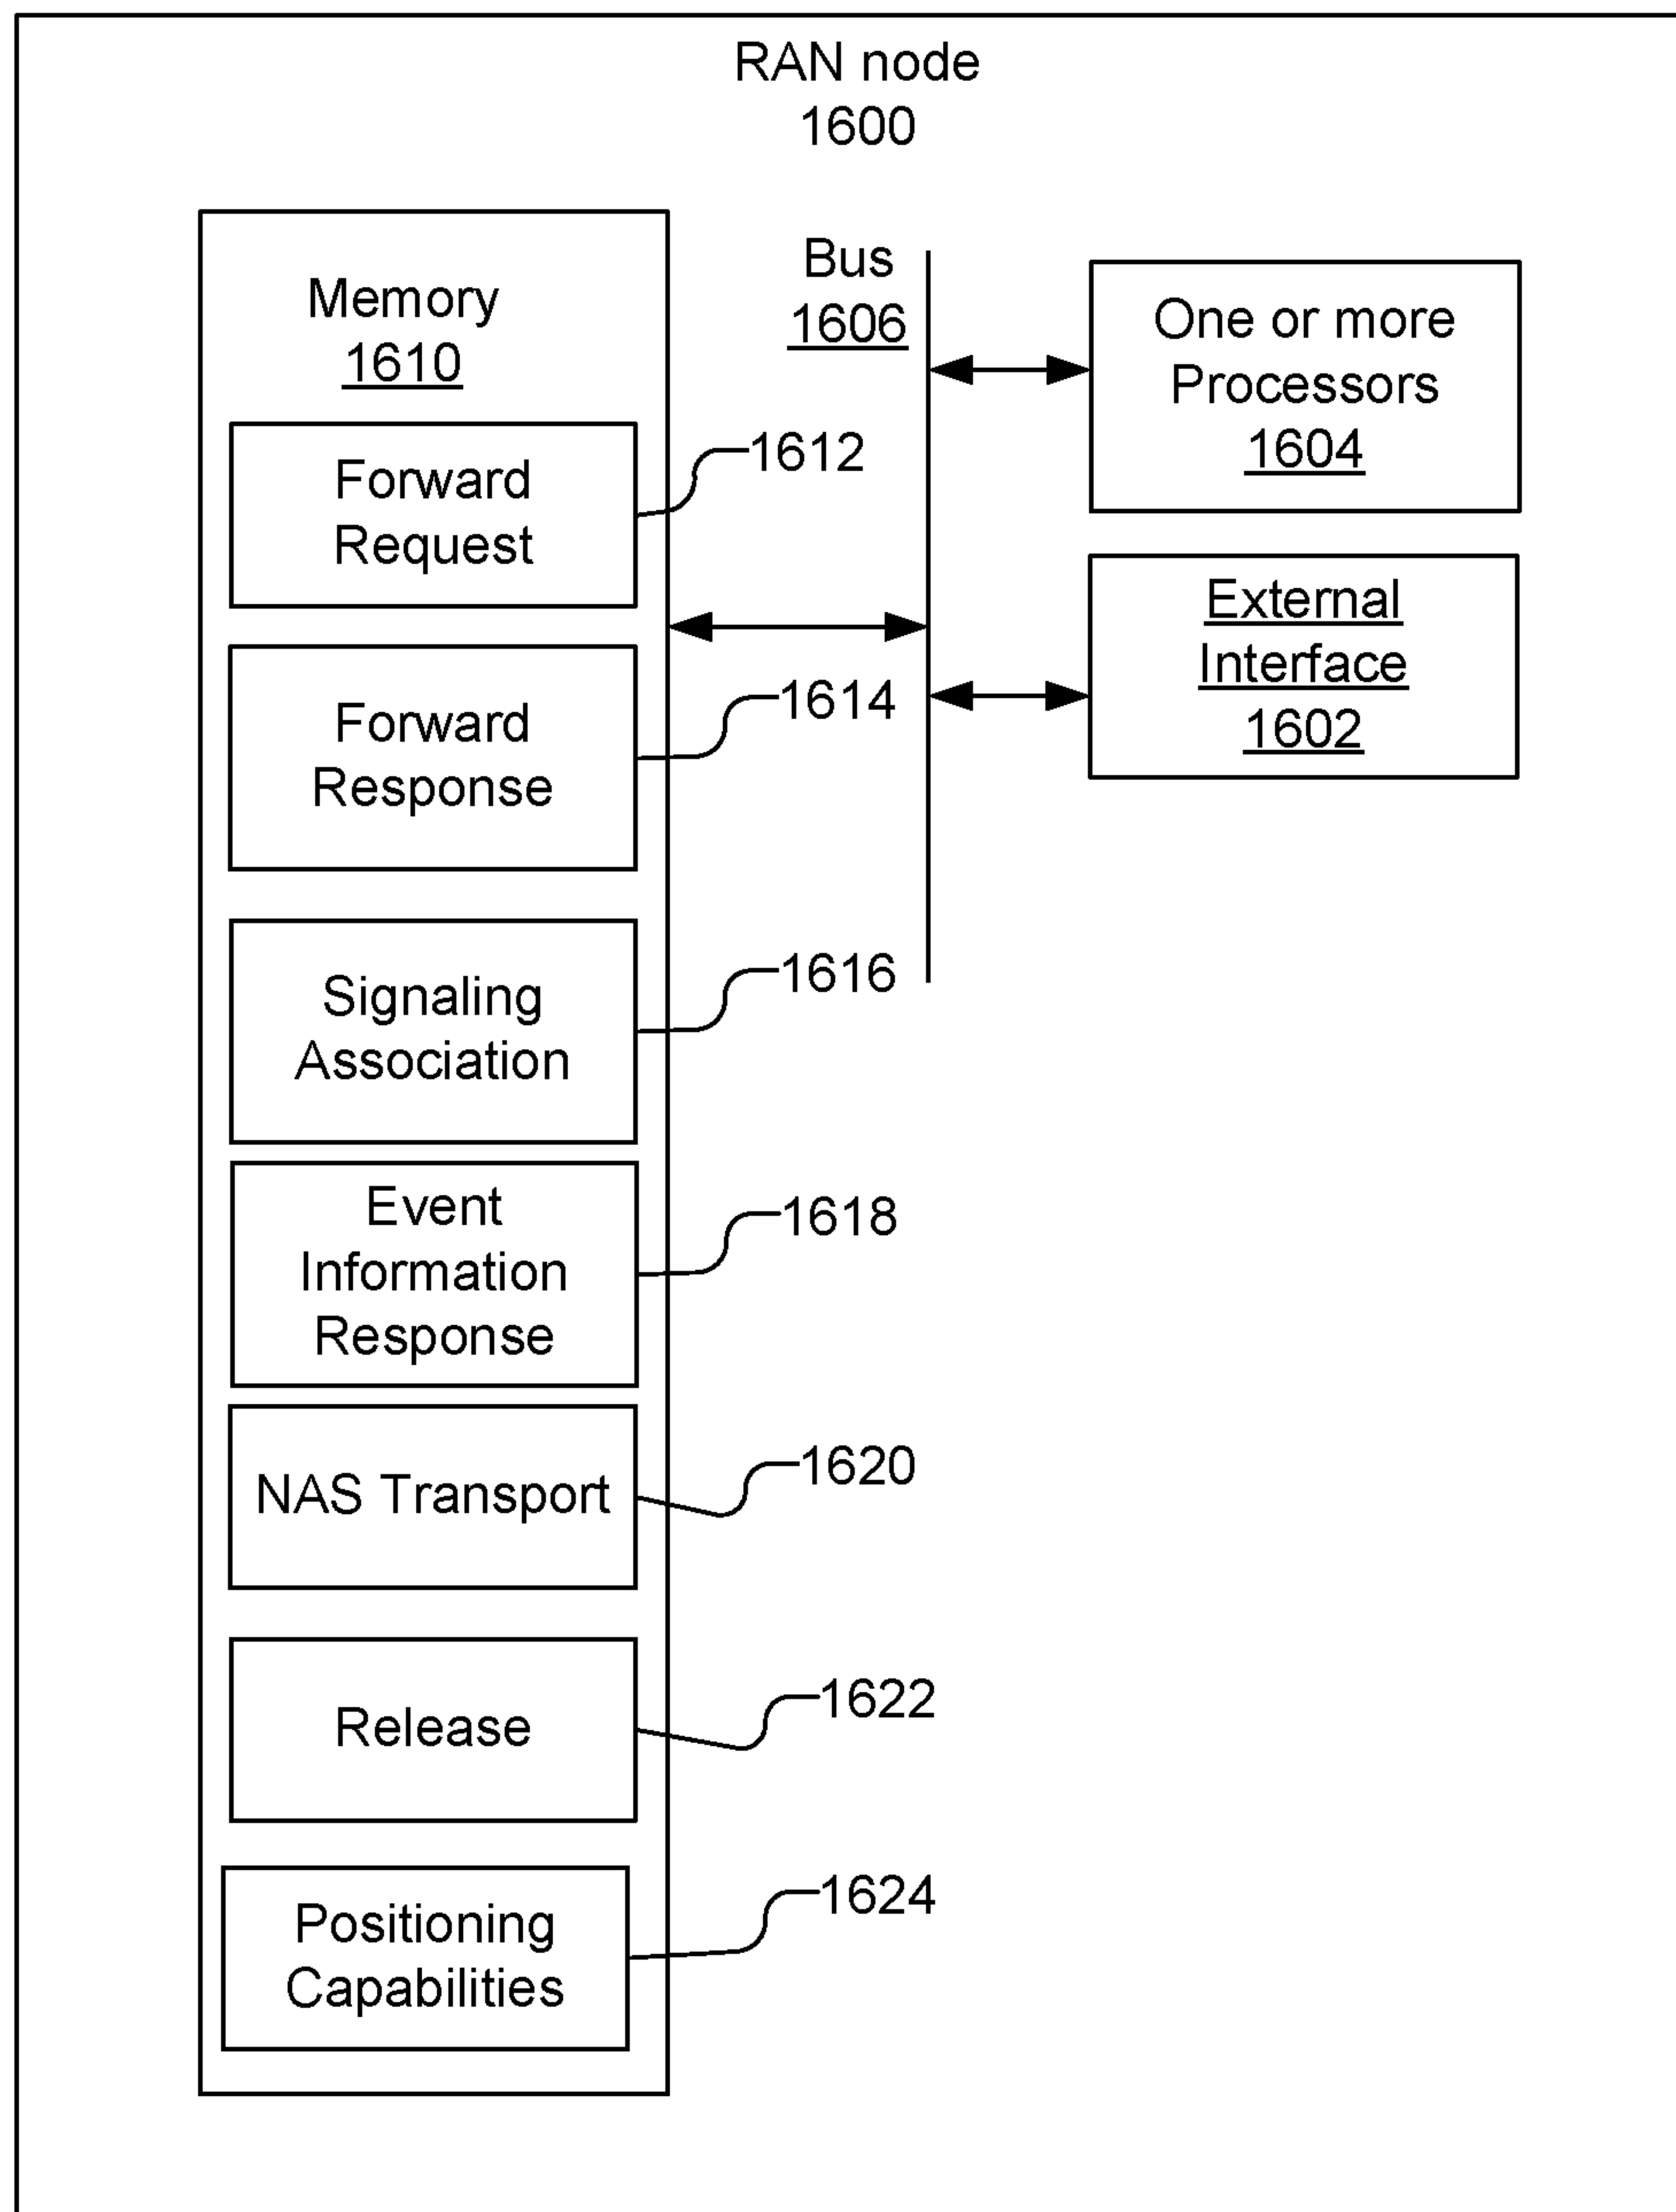 RAN node
1600
Memory
1610
Forward
Request
1612
Forward
Response
1614
Signaling
Association
1616
Event
Information
Response
1618
NAS Transport
1620
Release
1622
Positioning
Capabilities
1624
Bus
1606
One or more
Processors
1604
External
Interface
1602